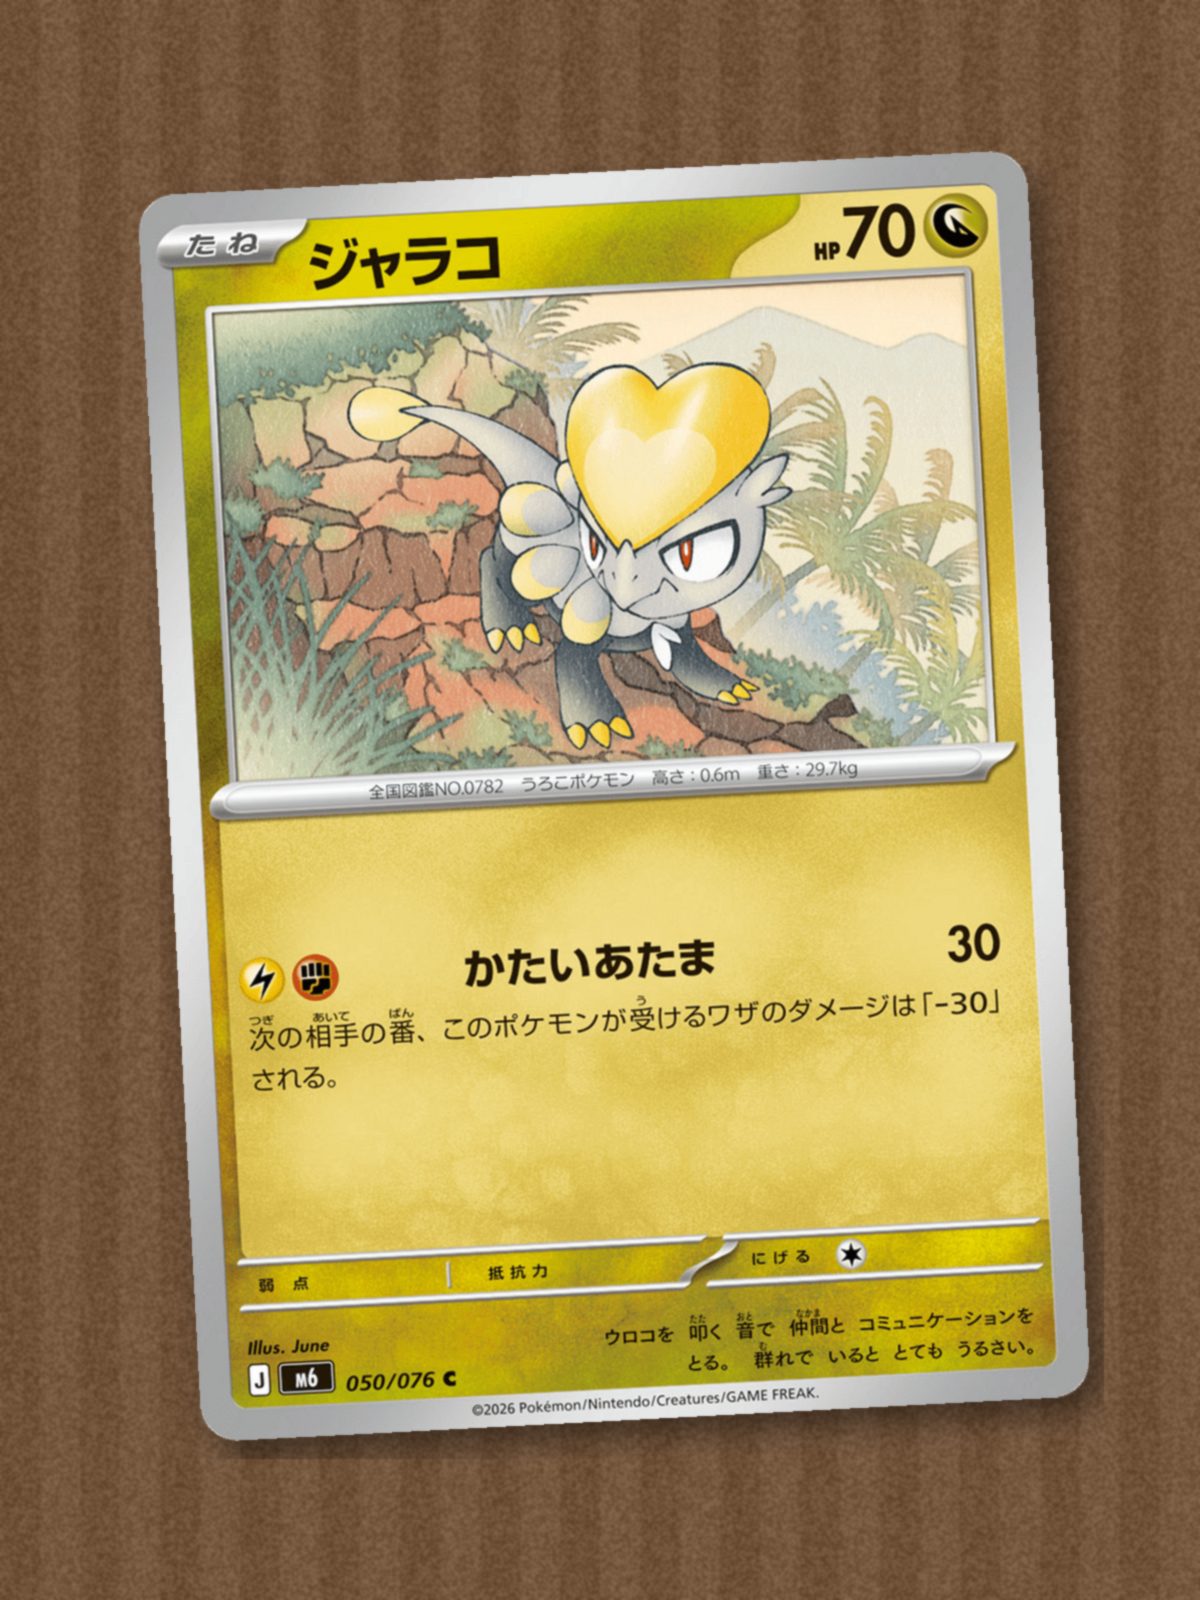 たね ジャラコ HP70
全国図鑑NO.0782 うろこポケモン 高さ：0.6m 重さ：29.7kg
かたいあたま 30
次の相手の番、このポケモンが受けるワザのダメージは「-30」
される。
弱点 抵抗力 にげる
ウロコを 叩く 音で 仲間と コミュニケーションを
とる。 群れで いると とても うるさい。
Illus. June
J M6 050/076 C
©2026 Pokémon/Nintendo/Creatures/GAME FREAK.